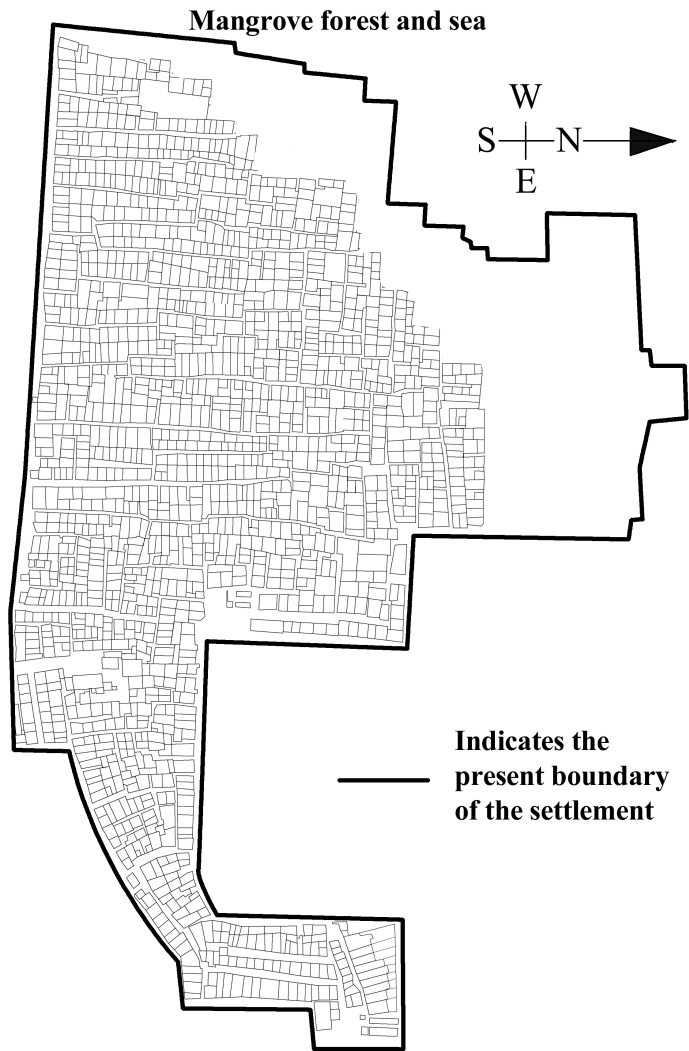 Mangrove forest and sea
W
S N
E
Indicates the
present boundary
of the settlement